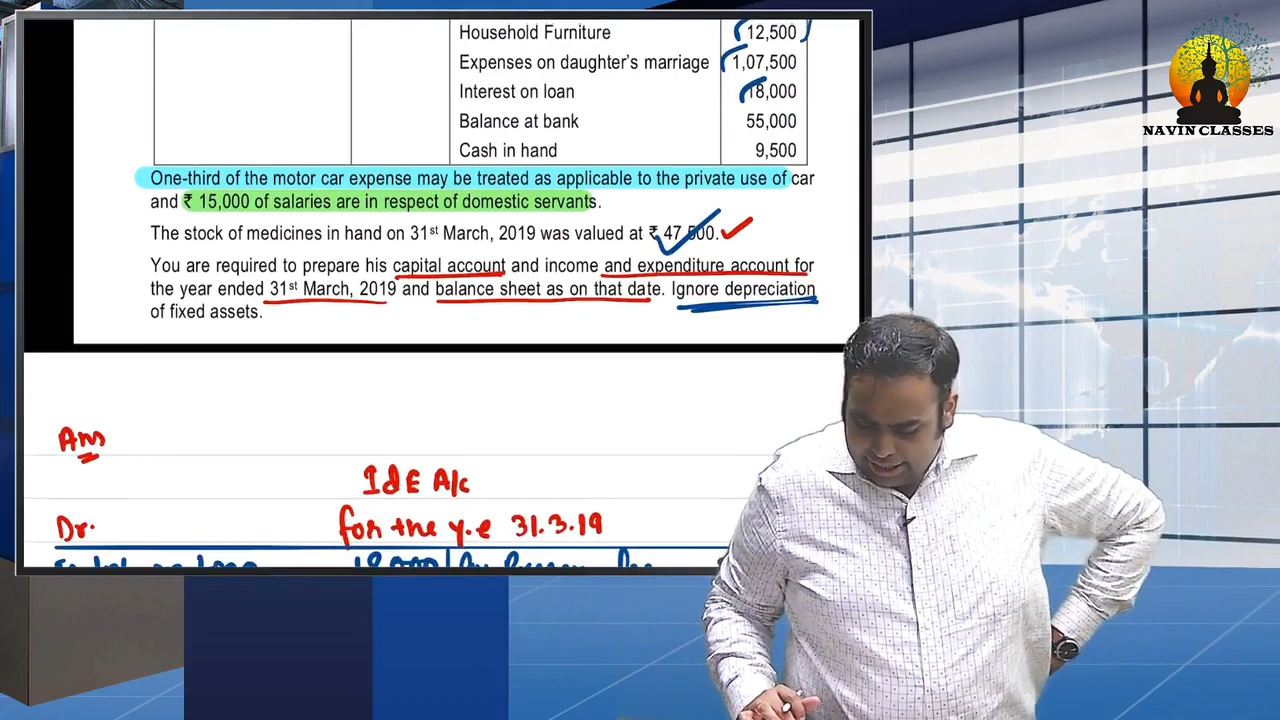 Household Furniture 12,500
Expenses on daughter's marriage 1,07,500
Interest on loan 18,000
Balance at bank 55,000
Cash in hand 9,500
One-third of the motor car expense may be treated as applicable to the private use of car
and ₹ 15,000 of salaries are in respect of domestic servants.
The stock of medicines in hand on 31st March, 2019 was valued at ₹ 47,500.
You are required to prepare his capital account and income and expenditure account for
the year ended 31st March, 2019 and balance sheet as on that date. Ignore depreciation
of fixed assets.
Ans
I & E A/c
Dr. for the y.e 31.3.19
NAVIN CLASSES